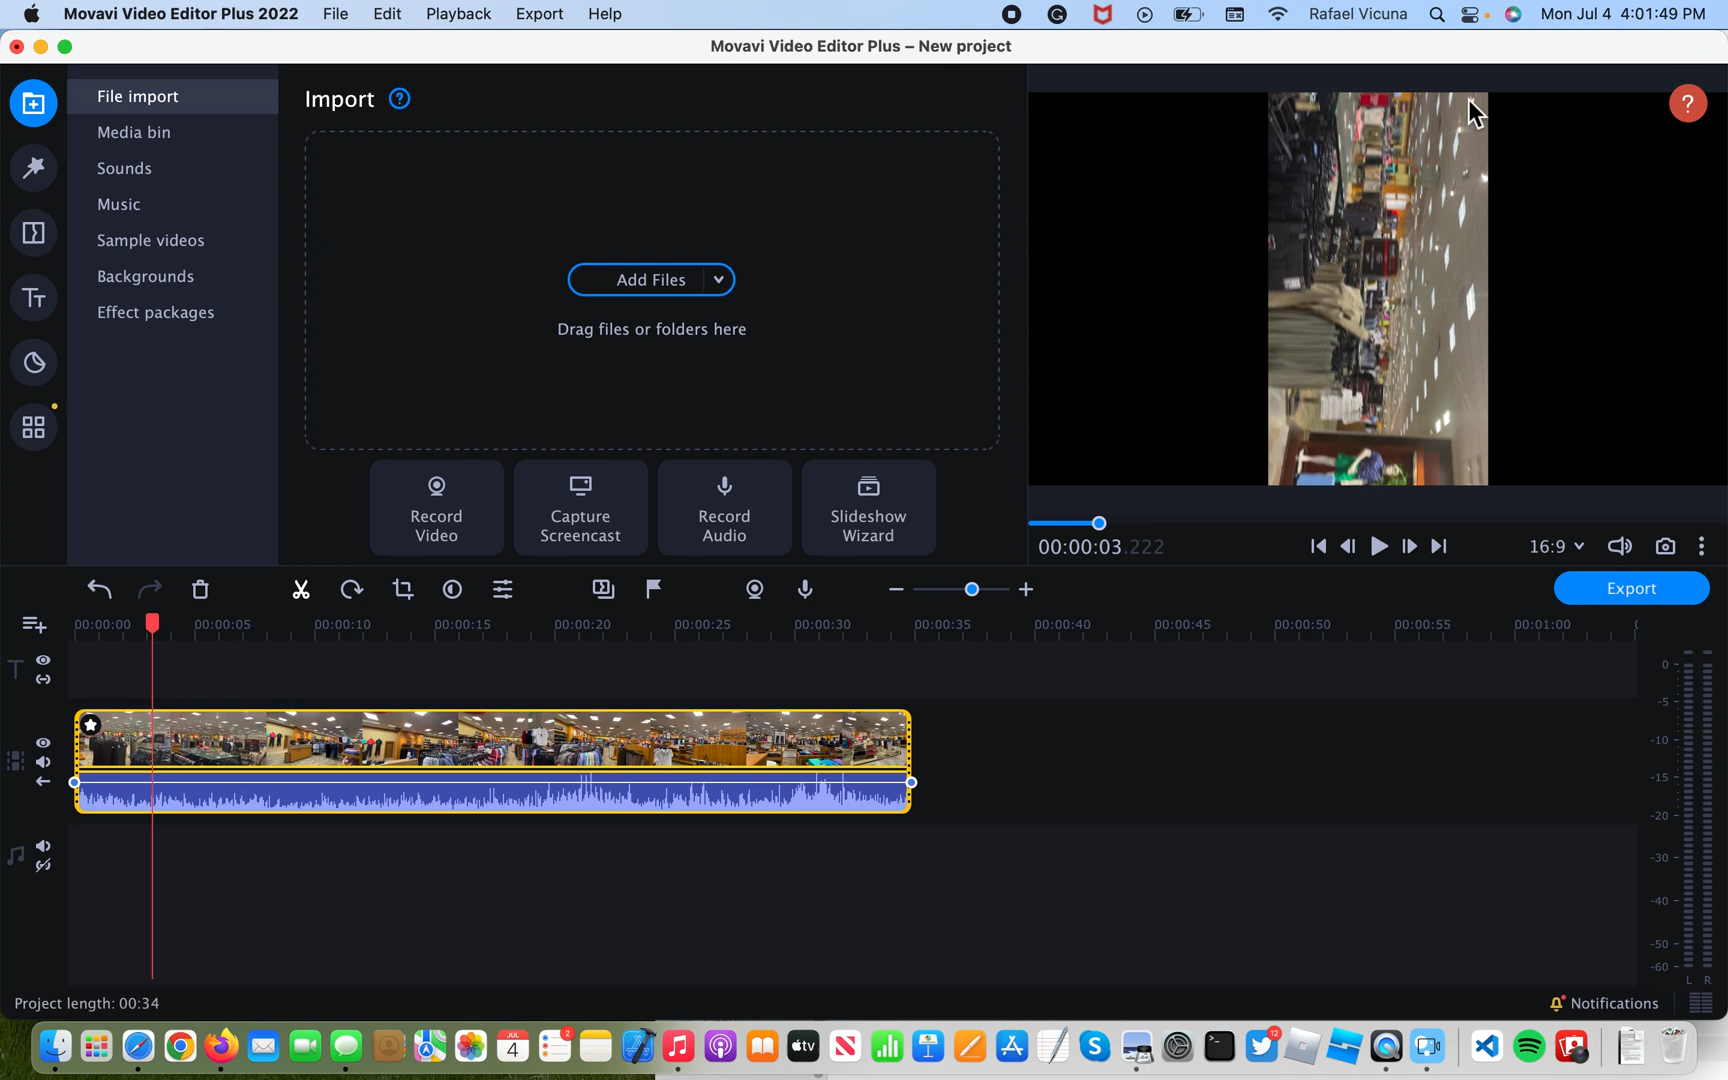 Movavi Video Editor Plus 2022 File Edit Playback Export Help Rafael Vicuna Mon Jul 4 4:01:49 PM
Movavi Video Editor Plus – New project
File import
Media bin
Sounds
Music
Sample videos
Backgrounds
Effect packages
Import ?
Add Files
Drag files or folders here
Record Video
Capture Screencast
Record Audio
Slideshow Wizard
?
00:00:03.222
16:9
Export
00:00:00 00:00:05 00:00:10 00:00:15 00:00:20 00:00:25 00:00:30 00:00:35 00:00:40 00:00:45 00:00:50 00:00:55 00:01:00
0
-5
-10
-15
-20
-30
-40
-50
-60
L R
Project length: 00:34
Notifications
JUL
4
2
tv
12